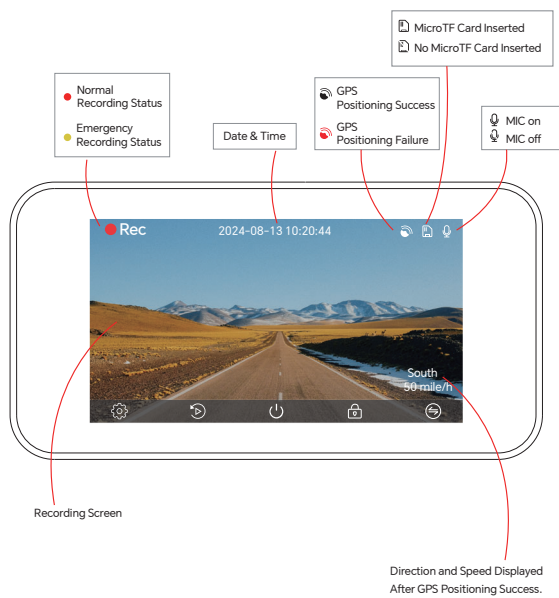 MicroTF Card Inserted
No MicroTF Card Inserted
Normal
Recording Status
Emergency
Recording Status
Date & Time
GPS
Positioning Success
GPS
Positioning Failure
MIC on
MIC off
Rec
2024-08-13 10:20:44
South
50 mile/h
Recording Screen
Direction and Speed Displayed
After GPS Positioning Success.